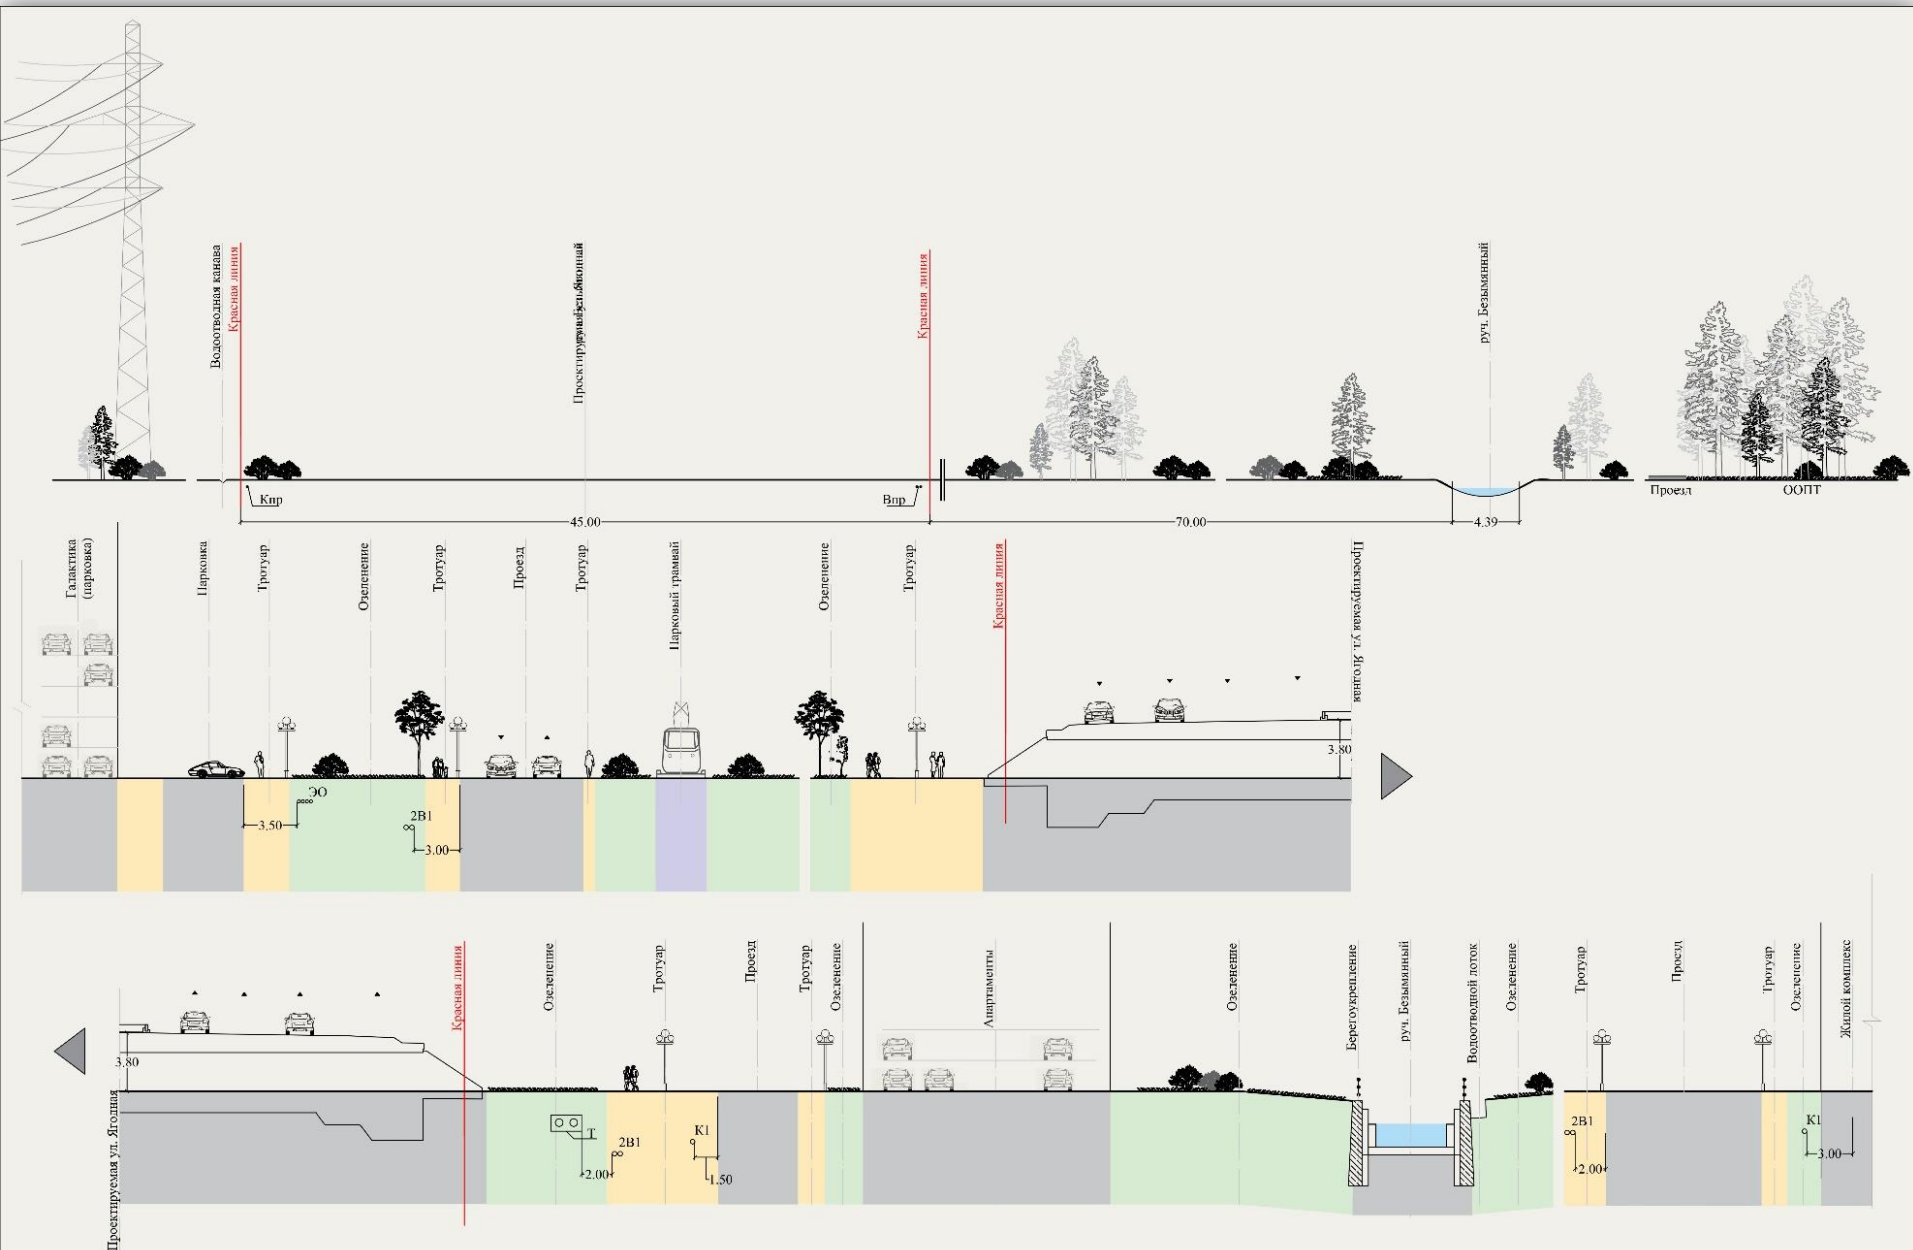 Водоотводная канава
Красная линия
Красная линия
руч. Безымянный
Кпр
Впр
Проезд
ООПТ
45.00
70.00
4.39
Галактика
(парковка)
Парковка
Тротуар
Озеленение
Тротуар
Проезд
Тротуар
Парковый трамвай
Озеленение
Тротуар
Красная линия
Проектируемая ул. Ягодная
3.80
ЭО
3.50
2В1
3.00
Проектируемая ул. Ягодная
3.80
Красная линия
Озеленение
Тротуар
Проезд
Тротуар
Озеленение
Апартаменты
Озеленение
Берегоукрепление
руч. Безымянный
Водоотводной лоток
Озеленение
Тротуар
Проезд
Тротуар
Озеленение
Жилой комплекс
Т
2.00
2В1
К1
1.50
2В1
2.00
К1
3.00